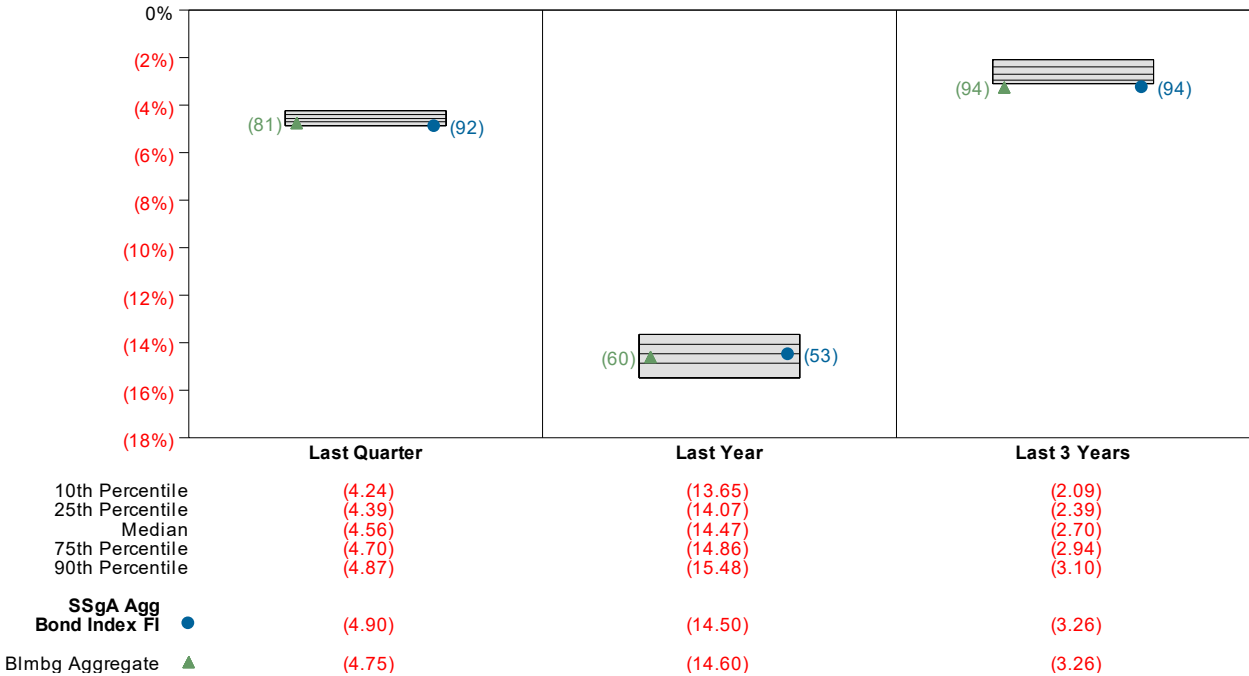 0%
(2%)
(4%)
(6%)
(8%)
(10%)
(12%)
(14%)
(16%)
(18%)
(81)
(92)
(60)
(53)
(94)
(94)
Last Quarter Last Year Last 3 Years
10th Percentile (4.24) (13.65) (2.09)
25th Percentile (4.39) (14.07) (2.39)
Median (4.56) (14.47) (2.70)
75th Percentile (4.70) (14.86) (2.94)
90th Percentile (4.87) (15.48) (3.10)
SSgA Agg
Bond Index FI (4.90) (14.50) (3.26)
Blmbg Aggregate (4.75) (14.60) (3.26)